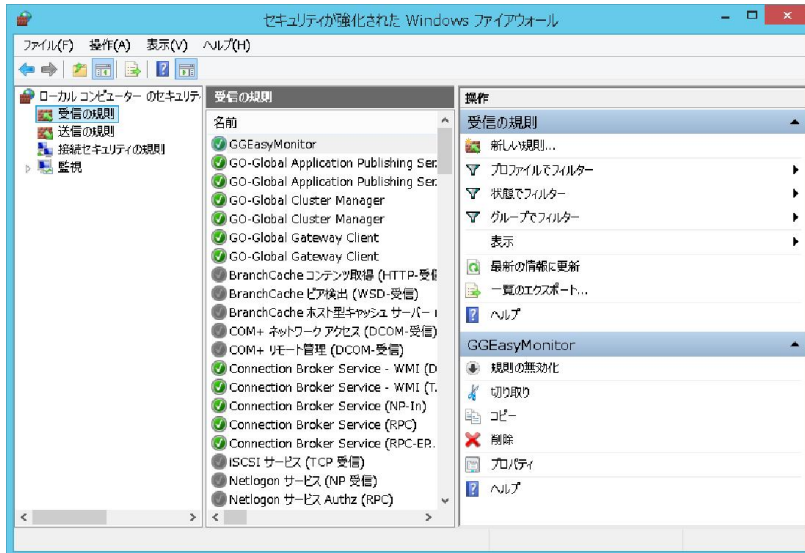 セキュリティが強化された Windows ファイアウォール
ファイル(F) 操作(A) 表示(V) ヘルプ(H)
ローカル コンピューター のセキュリテ
受信の規則
送信の規則
接続セキュリティの規則
監視
受信の規則
名前
GGEasyMonitor
GO-Global Application Publishing Ser.
GO-Global Application Publishing Ser.
GO-Global Cluster Manager
GO-Global Cluster Manager
GO-Global Gateway Client
GO-Global Gateway Client
BranchCache コンテンツ取得 (HTTP-受信
BranchCache ピア検出 (WSD-受信)
BranchCache ホスト型キャッシュ サーバー
COM+ ネットワーク アクセス (DCOM-受信)
COM+ リモート管理 (DCOM-受信)
Connection Broker Service - WMI (D
Connection Broker Service - WMI (T.
Connection Broker Service (NP-In)
Connection Broker Service (RPC)
Connection Broker Service (RPC-EP..
iSCSI サービス (TCP 受信)
Netlogon サービス (NP 受信)
Netlogon サービス Authz (RPC)
操作
受信の規則
新しい規則...
プロファイルでフィルター
状態でフィルター
グループでフィルター
表示
最新の情報に更新
一覧のエクスポート...
ヘルプ
GGEasyMonitor
規則の無効化
切り取り
コピー
削除
プロパティ
ヘルプ